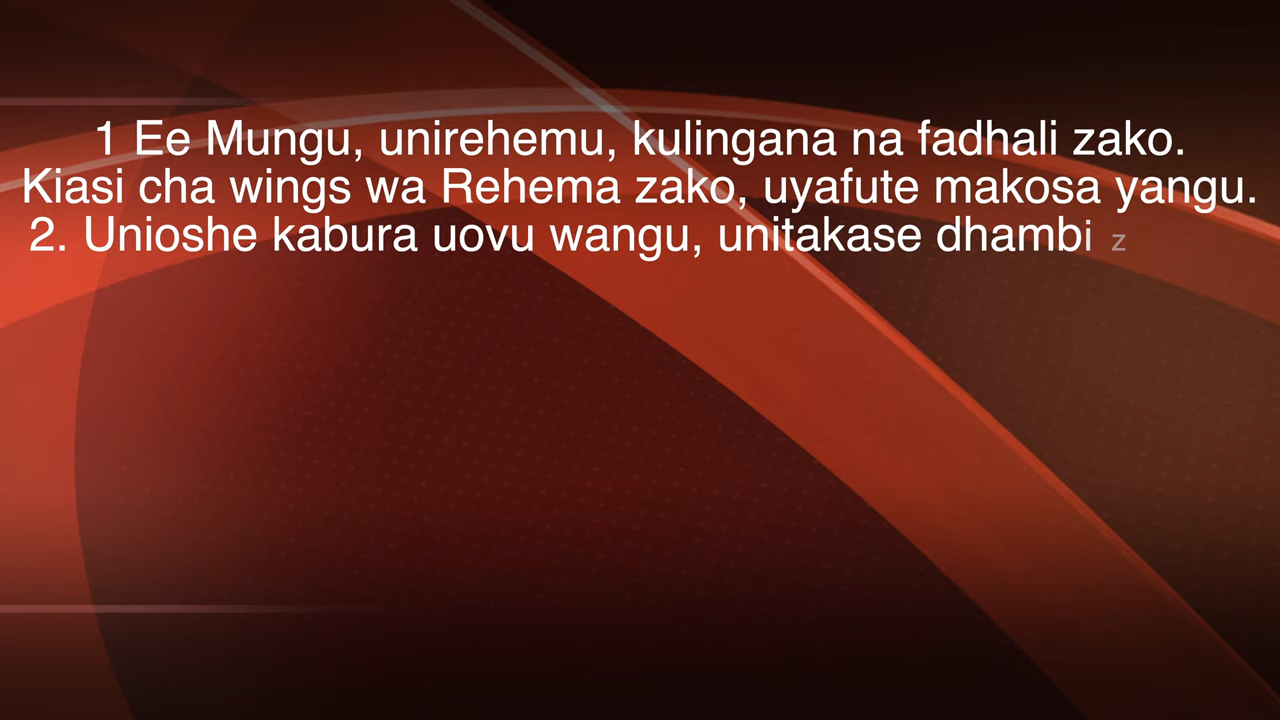 1 Ee Mungu, unirehemu, kulingana na fadhali zako.
Kiasi cha wings wa Rehema zako, uyafute makosa yangu.
2. Unioshe kabura uovu wangu, unitakase dhambi z